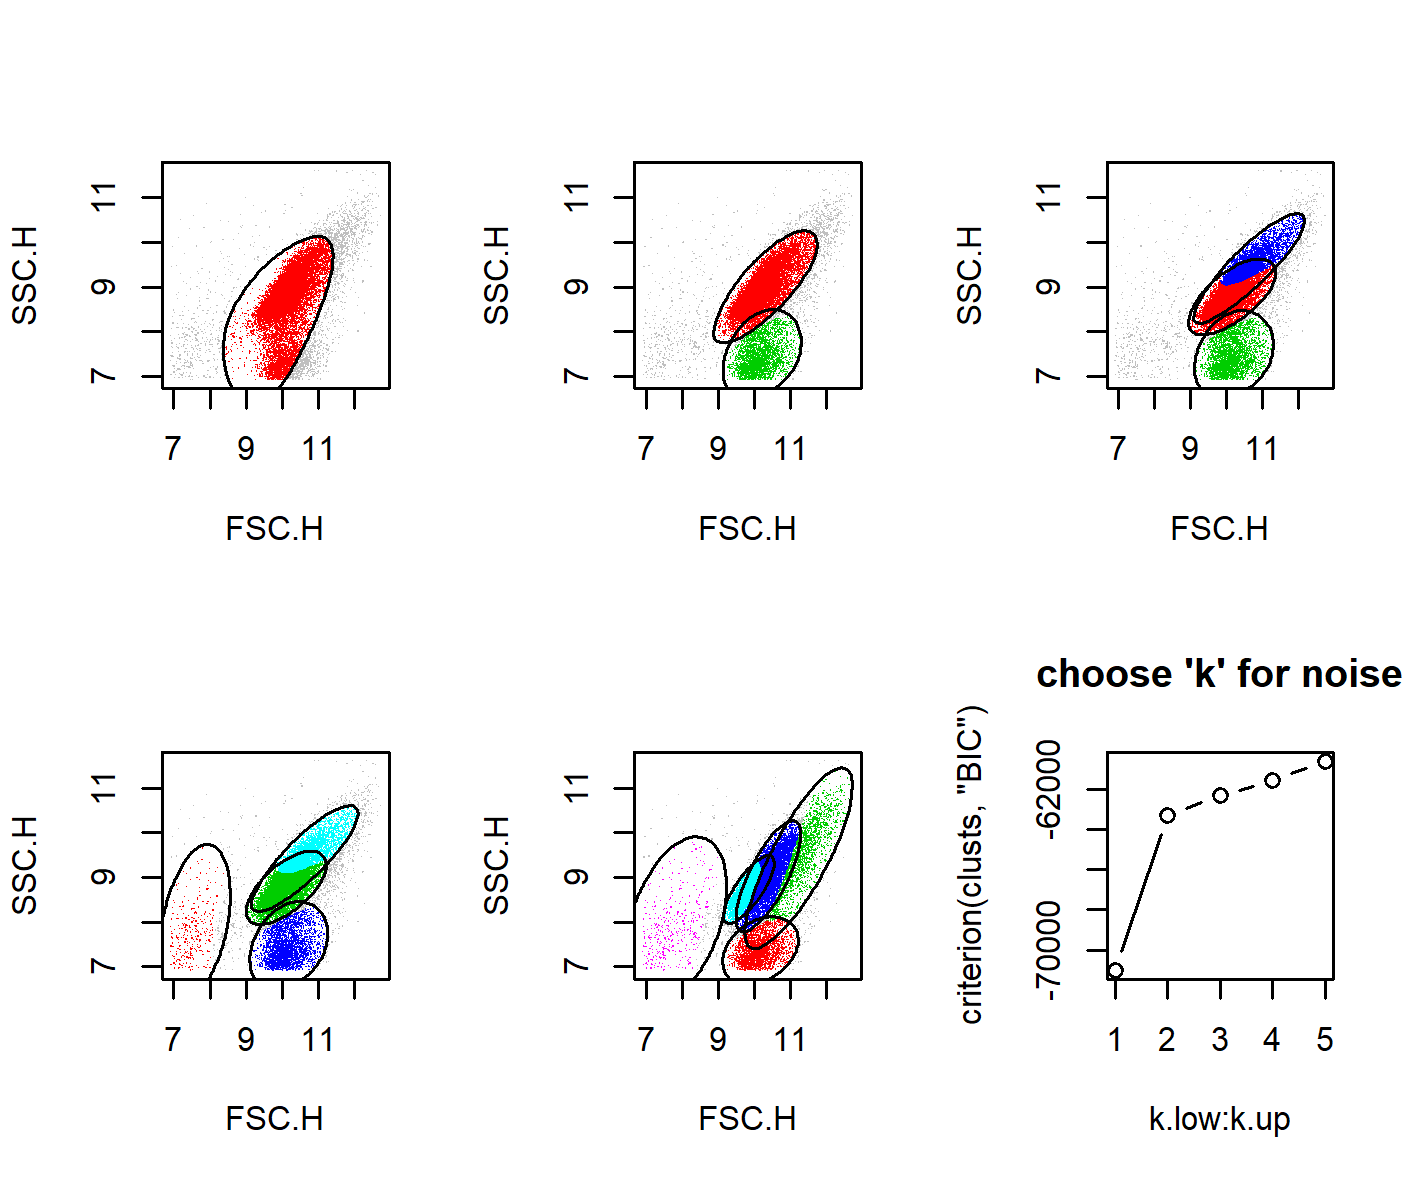 SSC.H
11
9
7
7 9 11
FSC.H
SSC.H
11
9
7
7 9 11
FSC.H
SSC.H
11
9
7
7 9 11
FSC.H
SSC.H
11
9
7
7 9 11
FSC.H
SSC.H
11
9
7
7 9 11
FSC.H
choose 'k' for noise
criterion(clusts, "BIC")
-62000
-70000
1 2 3 4 5
k.low:k.up